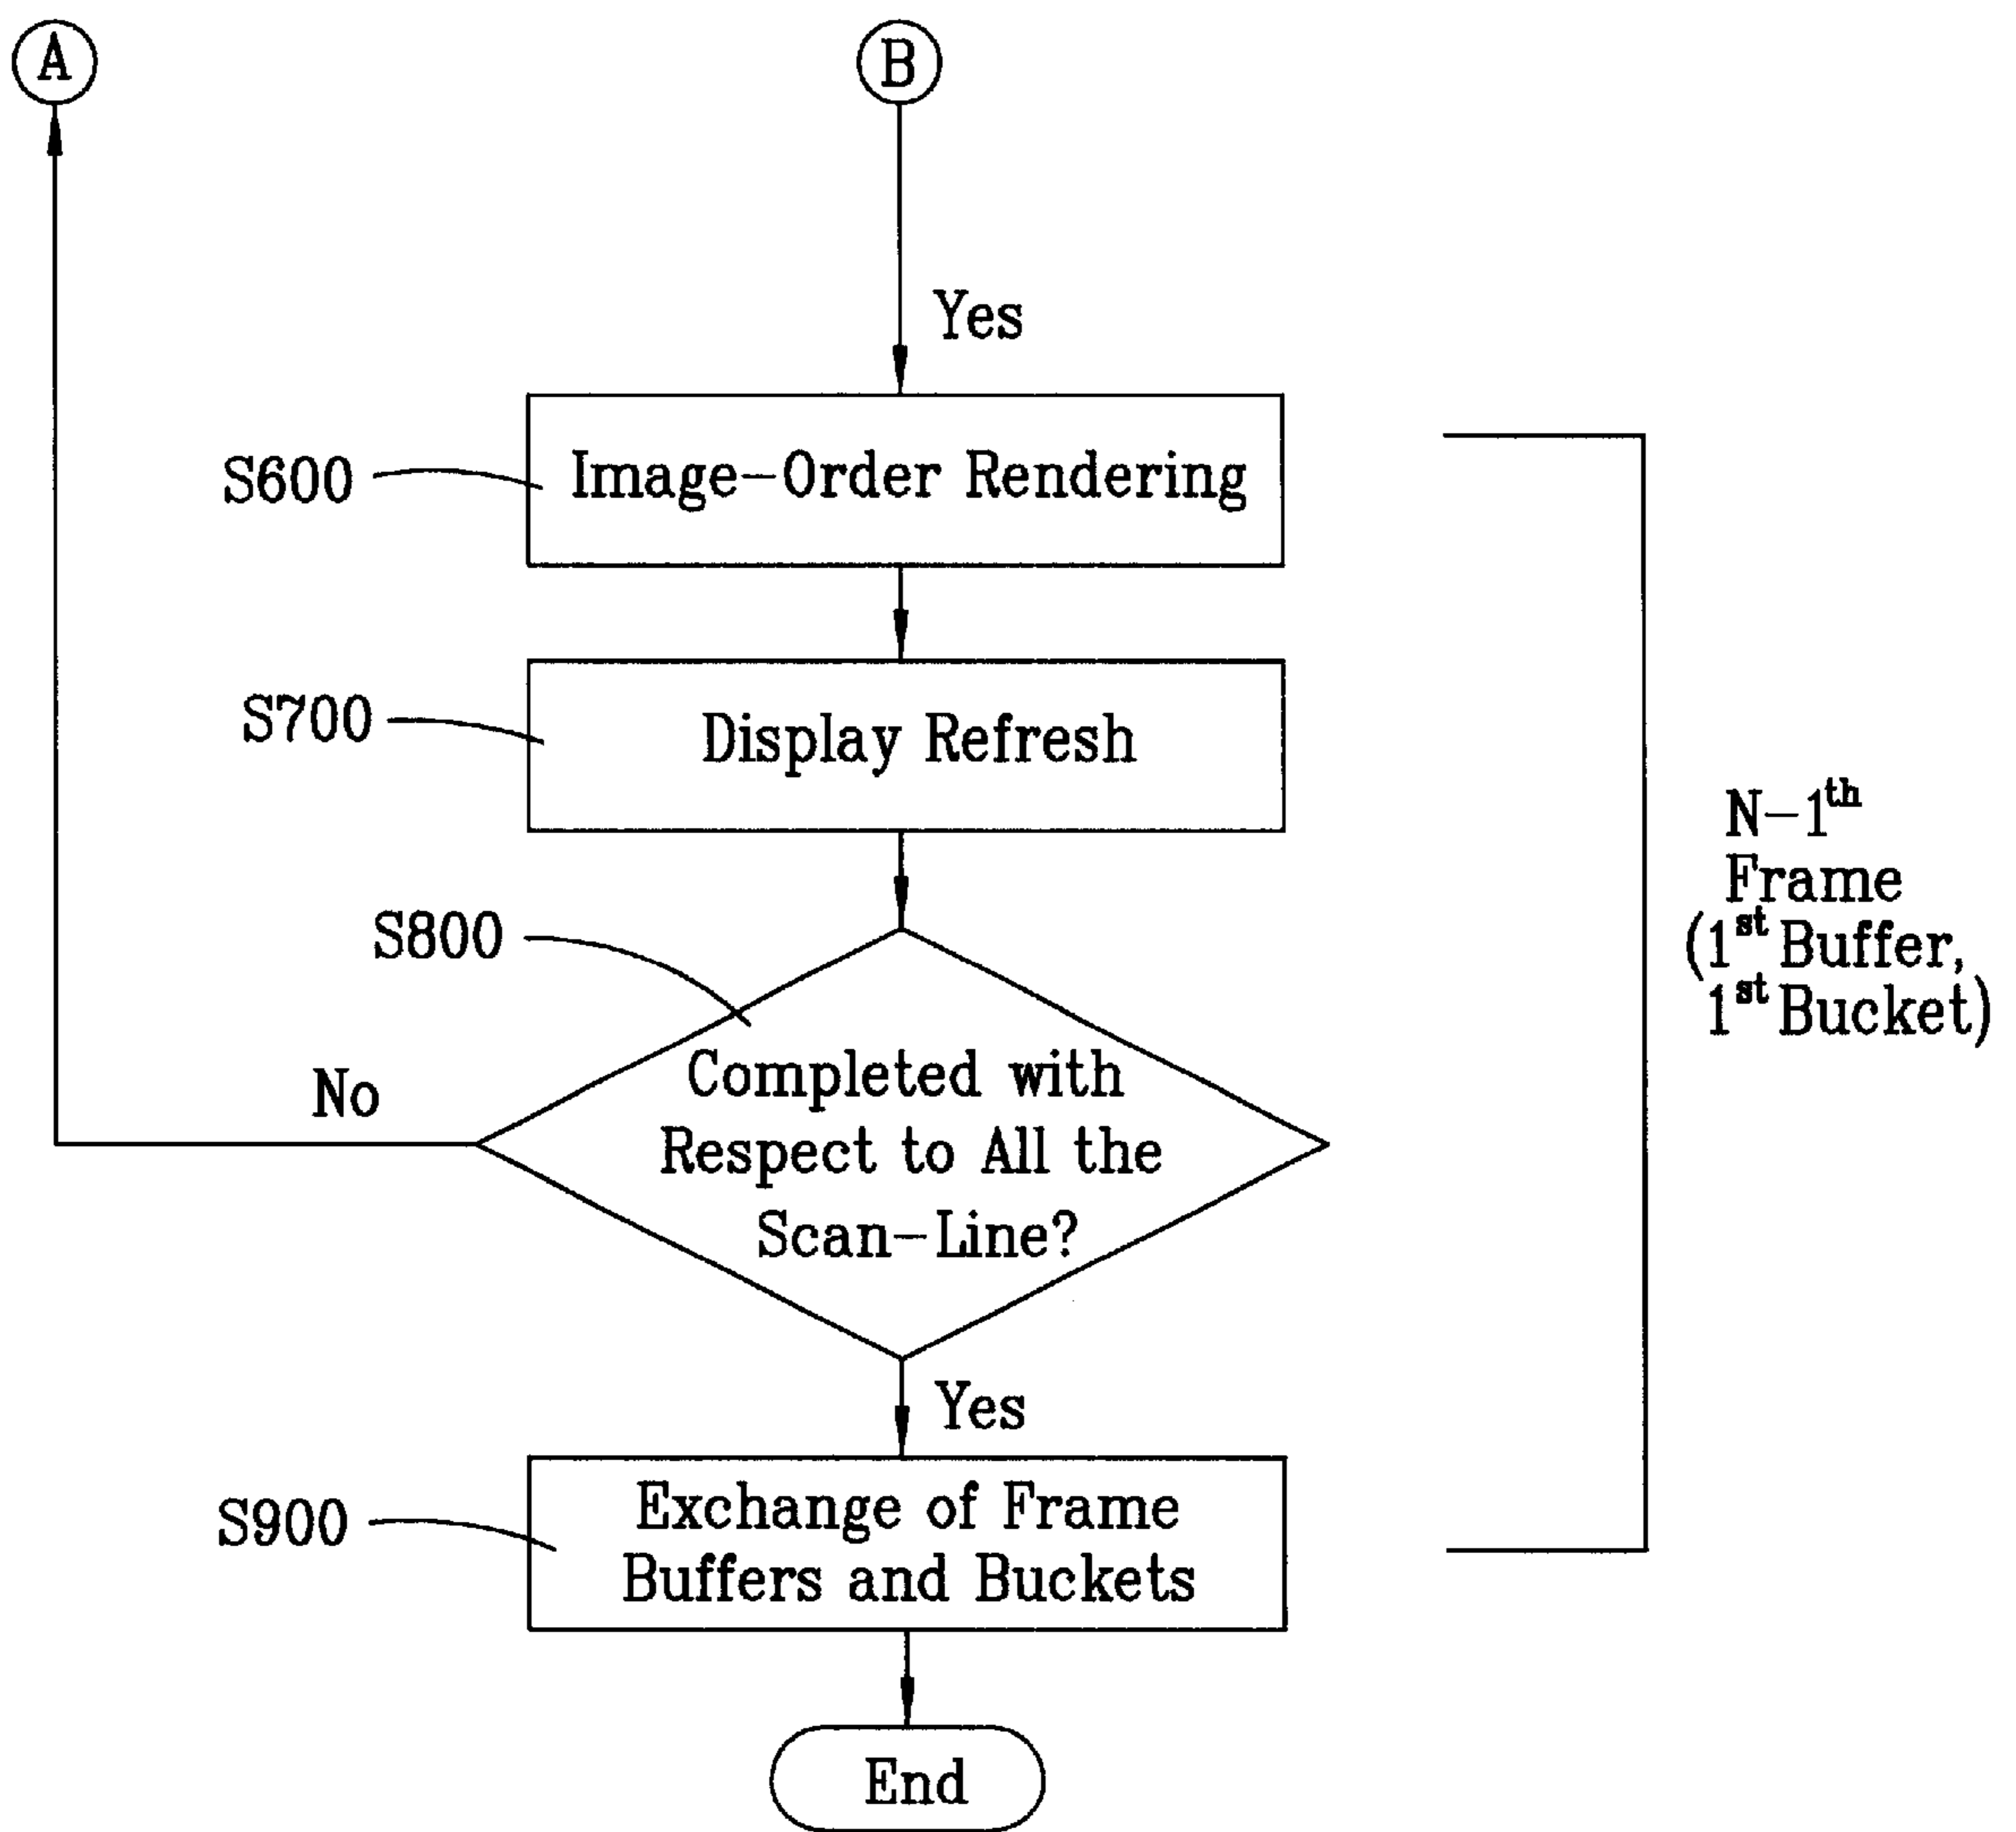 A
B
Yes
S600
Image-Order Rendering
S700
Display Refresh
N-1th
Frame
(1st Buffer,
1st Bucket)
S800
Completed with
Respect to All the
Scan-Line?
No
Yes
S900
Exchange of Frame
Buffers and Buckets
End